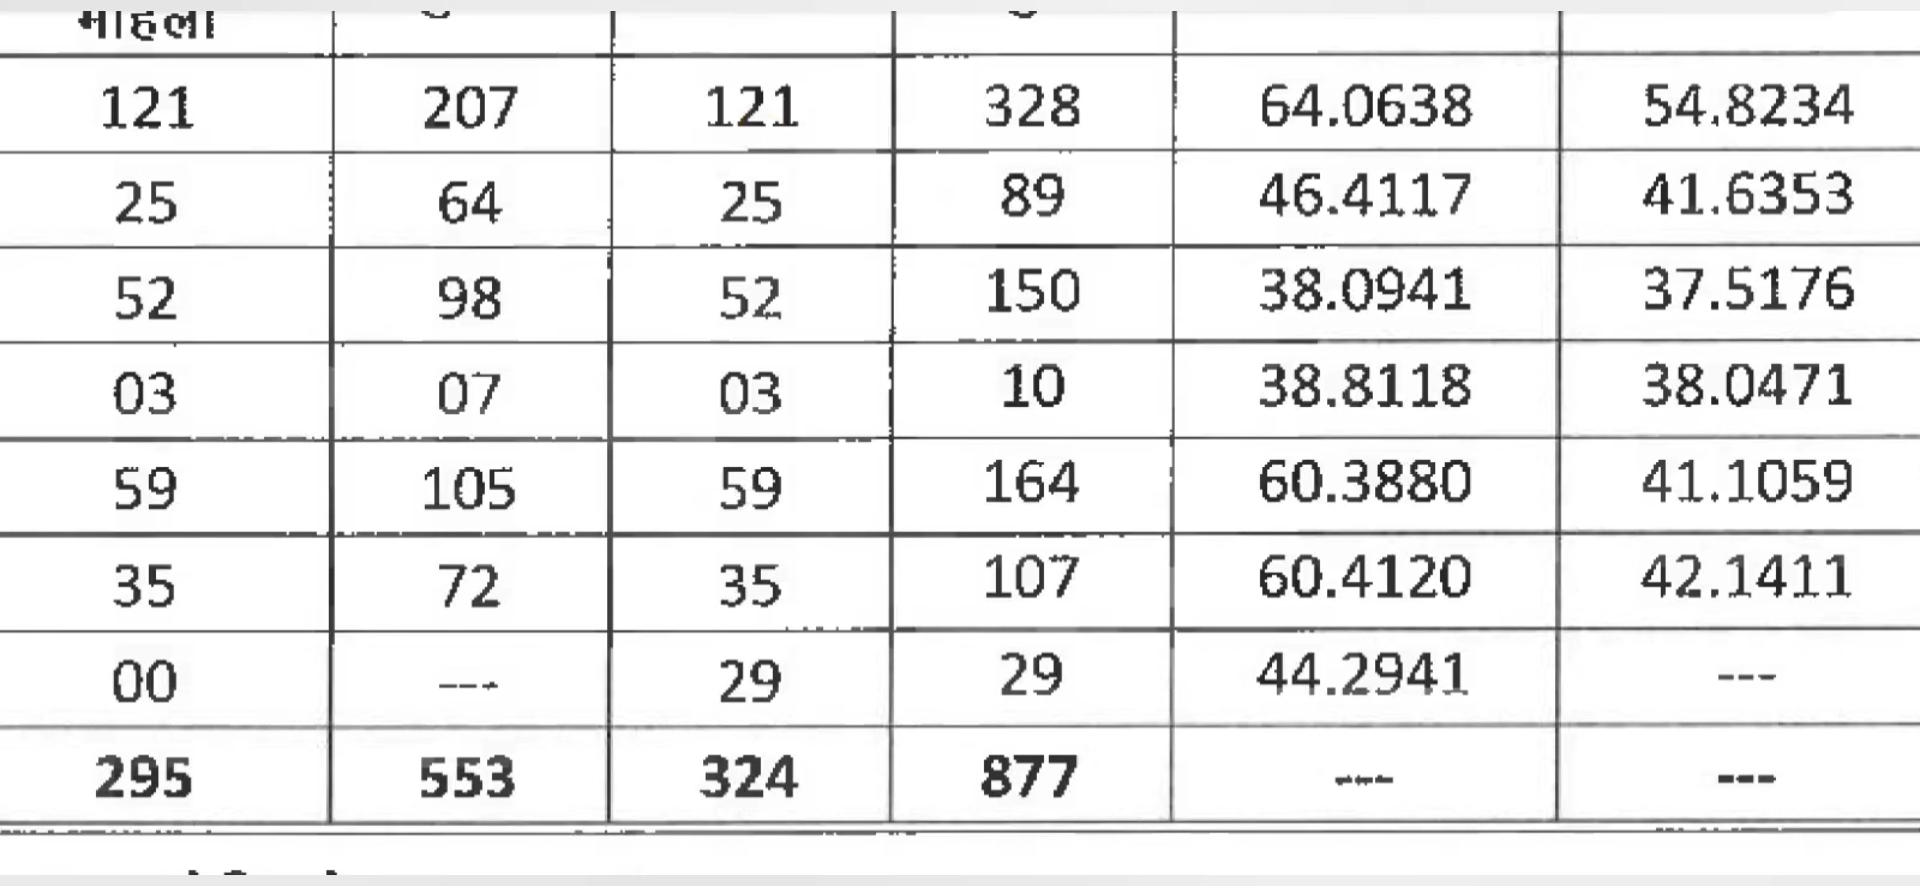 महिला
121 207 121 328 64.0638 54.8234
25 64 25 89 46.4117 41.6353
52 98 52 150 38.0941 37.5176
03 07 03 10 38.8118 38.0471
59 105 59 164 60.3880 41.1059
35 72 35 107 60.4120 42.1411
00 --- 29 29 44.2941 ---
295 553 324 877 --- ---